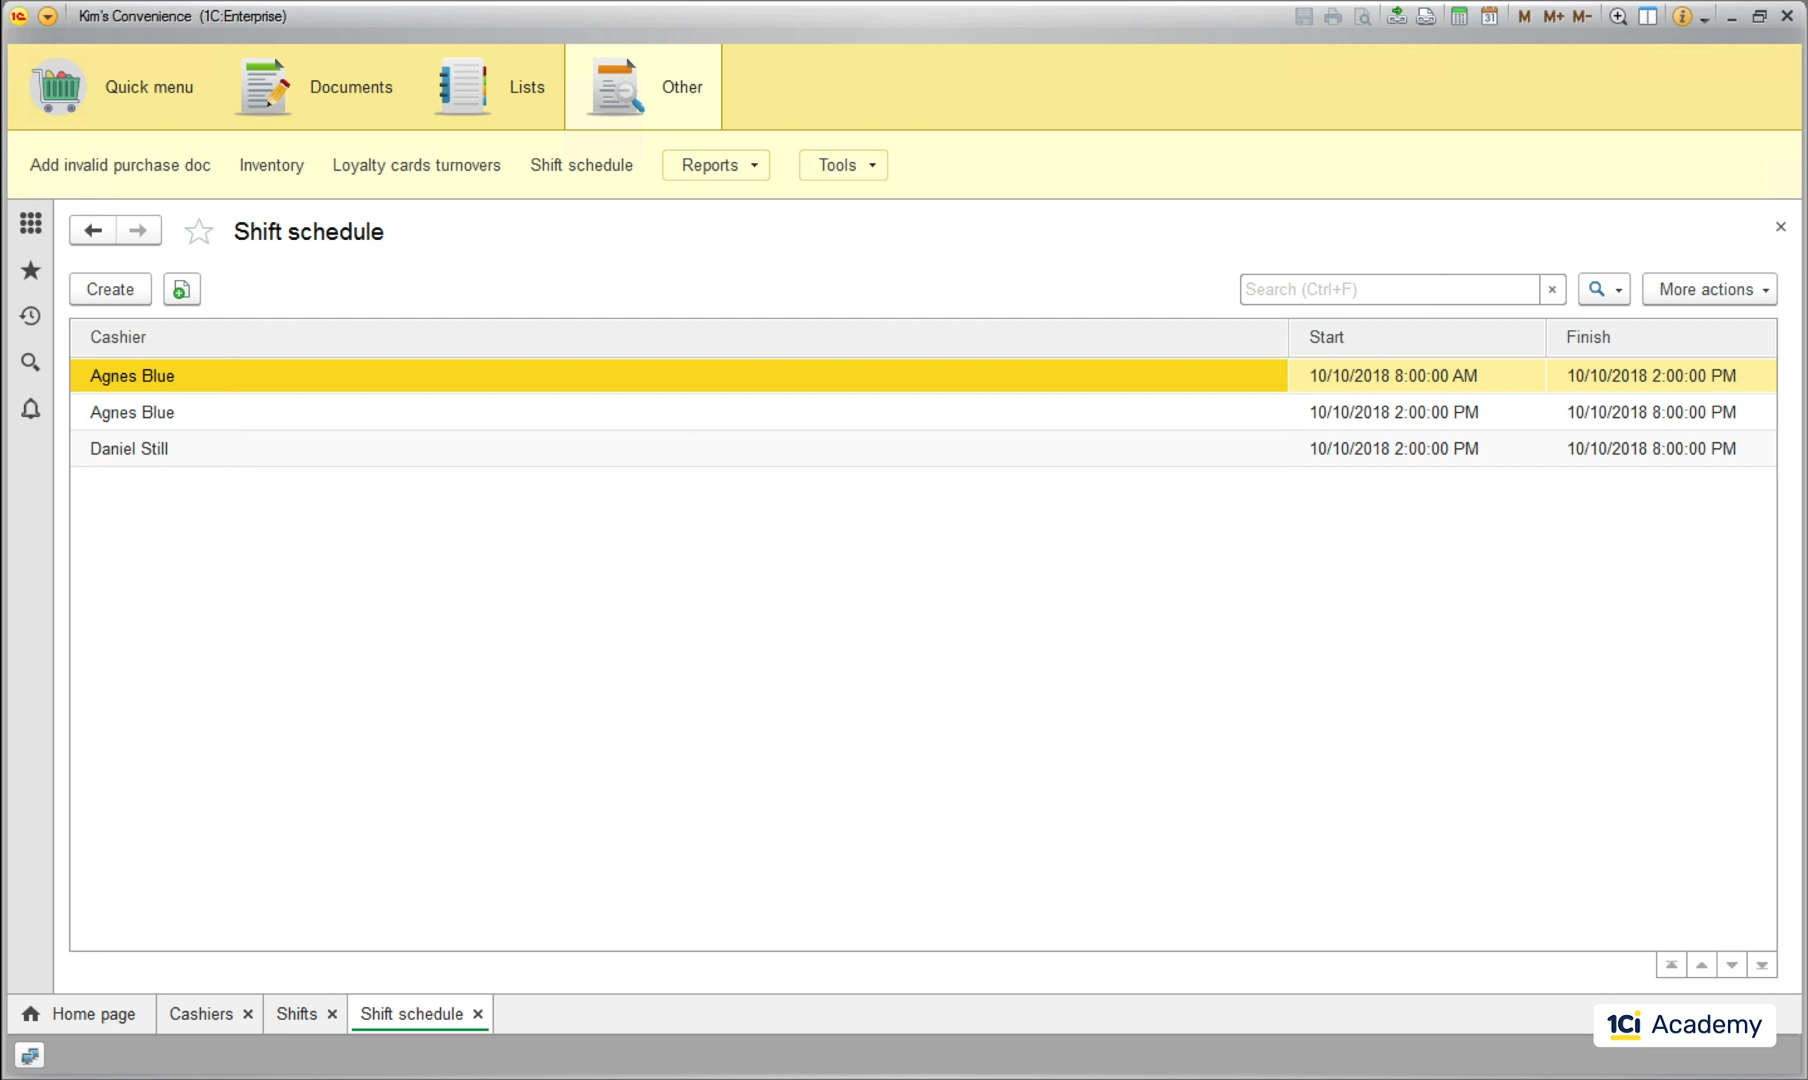 Kim's Convenience (1C:Enterprise)
31 M M+ M-
Quick menu Documents Lists Other
Add invalid purchase doc Inventory Loyalty cards turnovers Shift schedule Reports Tools
Shift schedule
Create Search (Ctrl+F) More actions
Cashier Start Finish
Agnes Blue 10/10/2018 8:00:00 AM 10/10/2018 2:00:00 PM
Agnes Blue 10/10/2018 2:00:00 PM 10/10/2018 8:00:00 PM
Daniel Still 10/10/2018 2:00:00 PM 10/10/2018 8:00:00 PM
Home page Cashiers Shifts Shift schedule
1Ci Academy